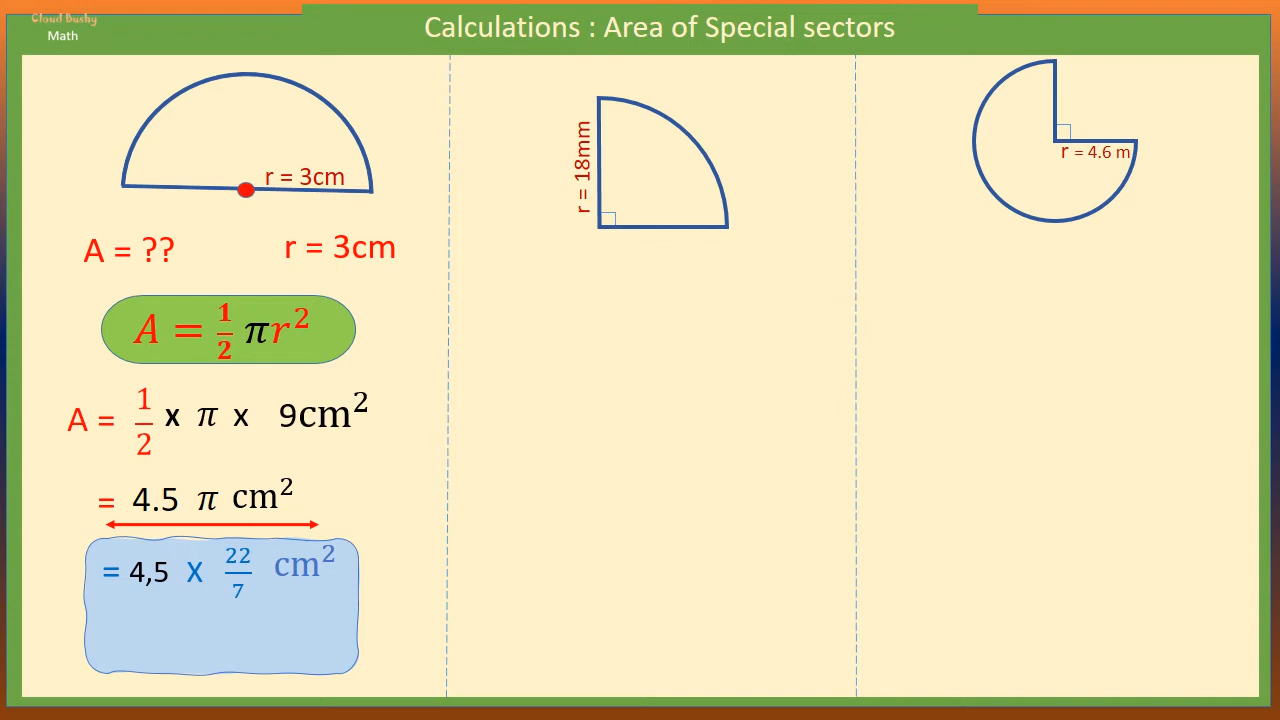 Cloud Bushy
Math
Calculations : Area of Special sectors
r = 3cm
A = ??
r = 3cm
A = 1/2 πr²
A = 1/2 x π x 9cm²
= 4.5 π cm²
= 4,5 X 22/7 cm²
r = 18mm
r = 4.6 m